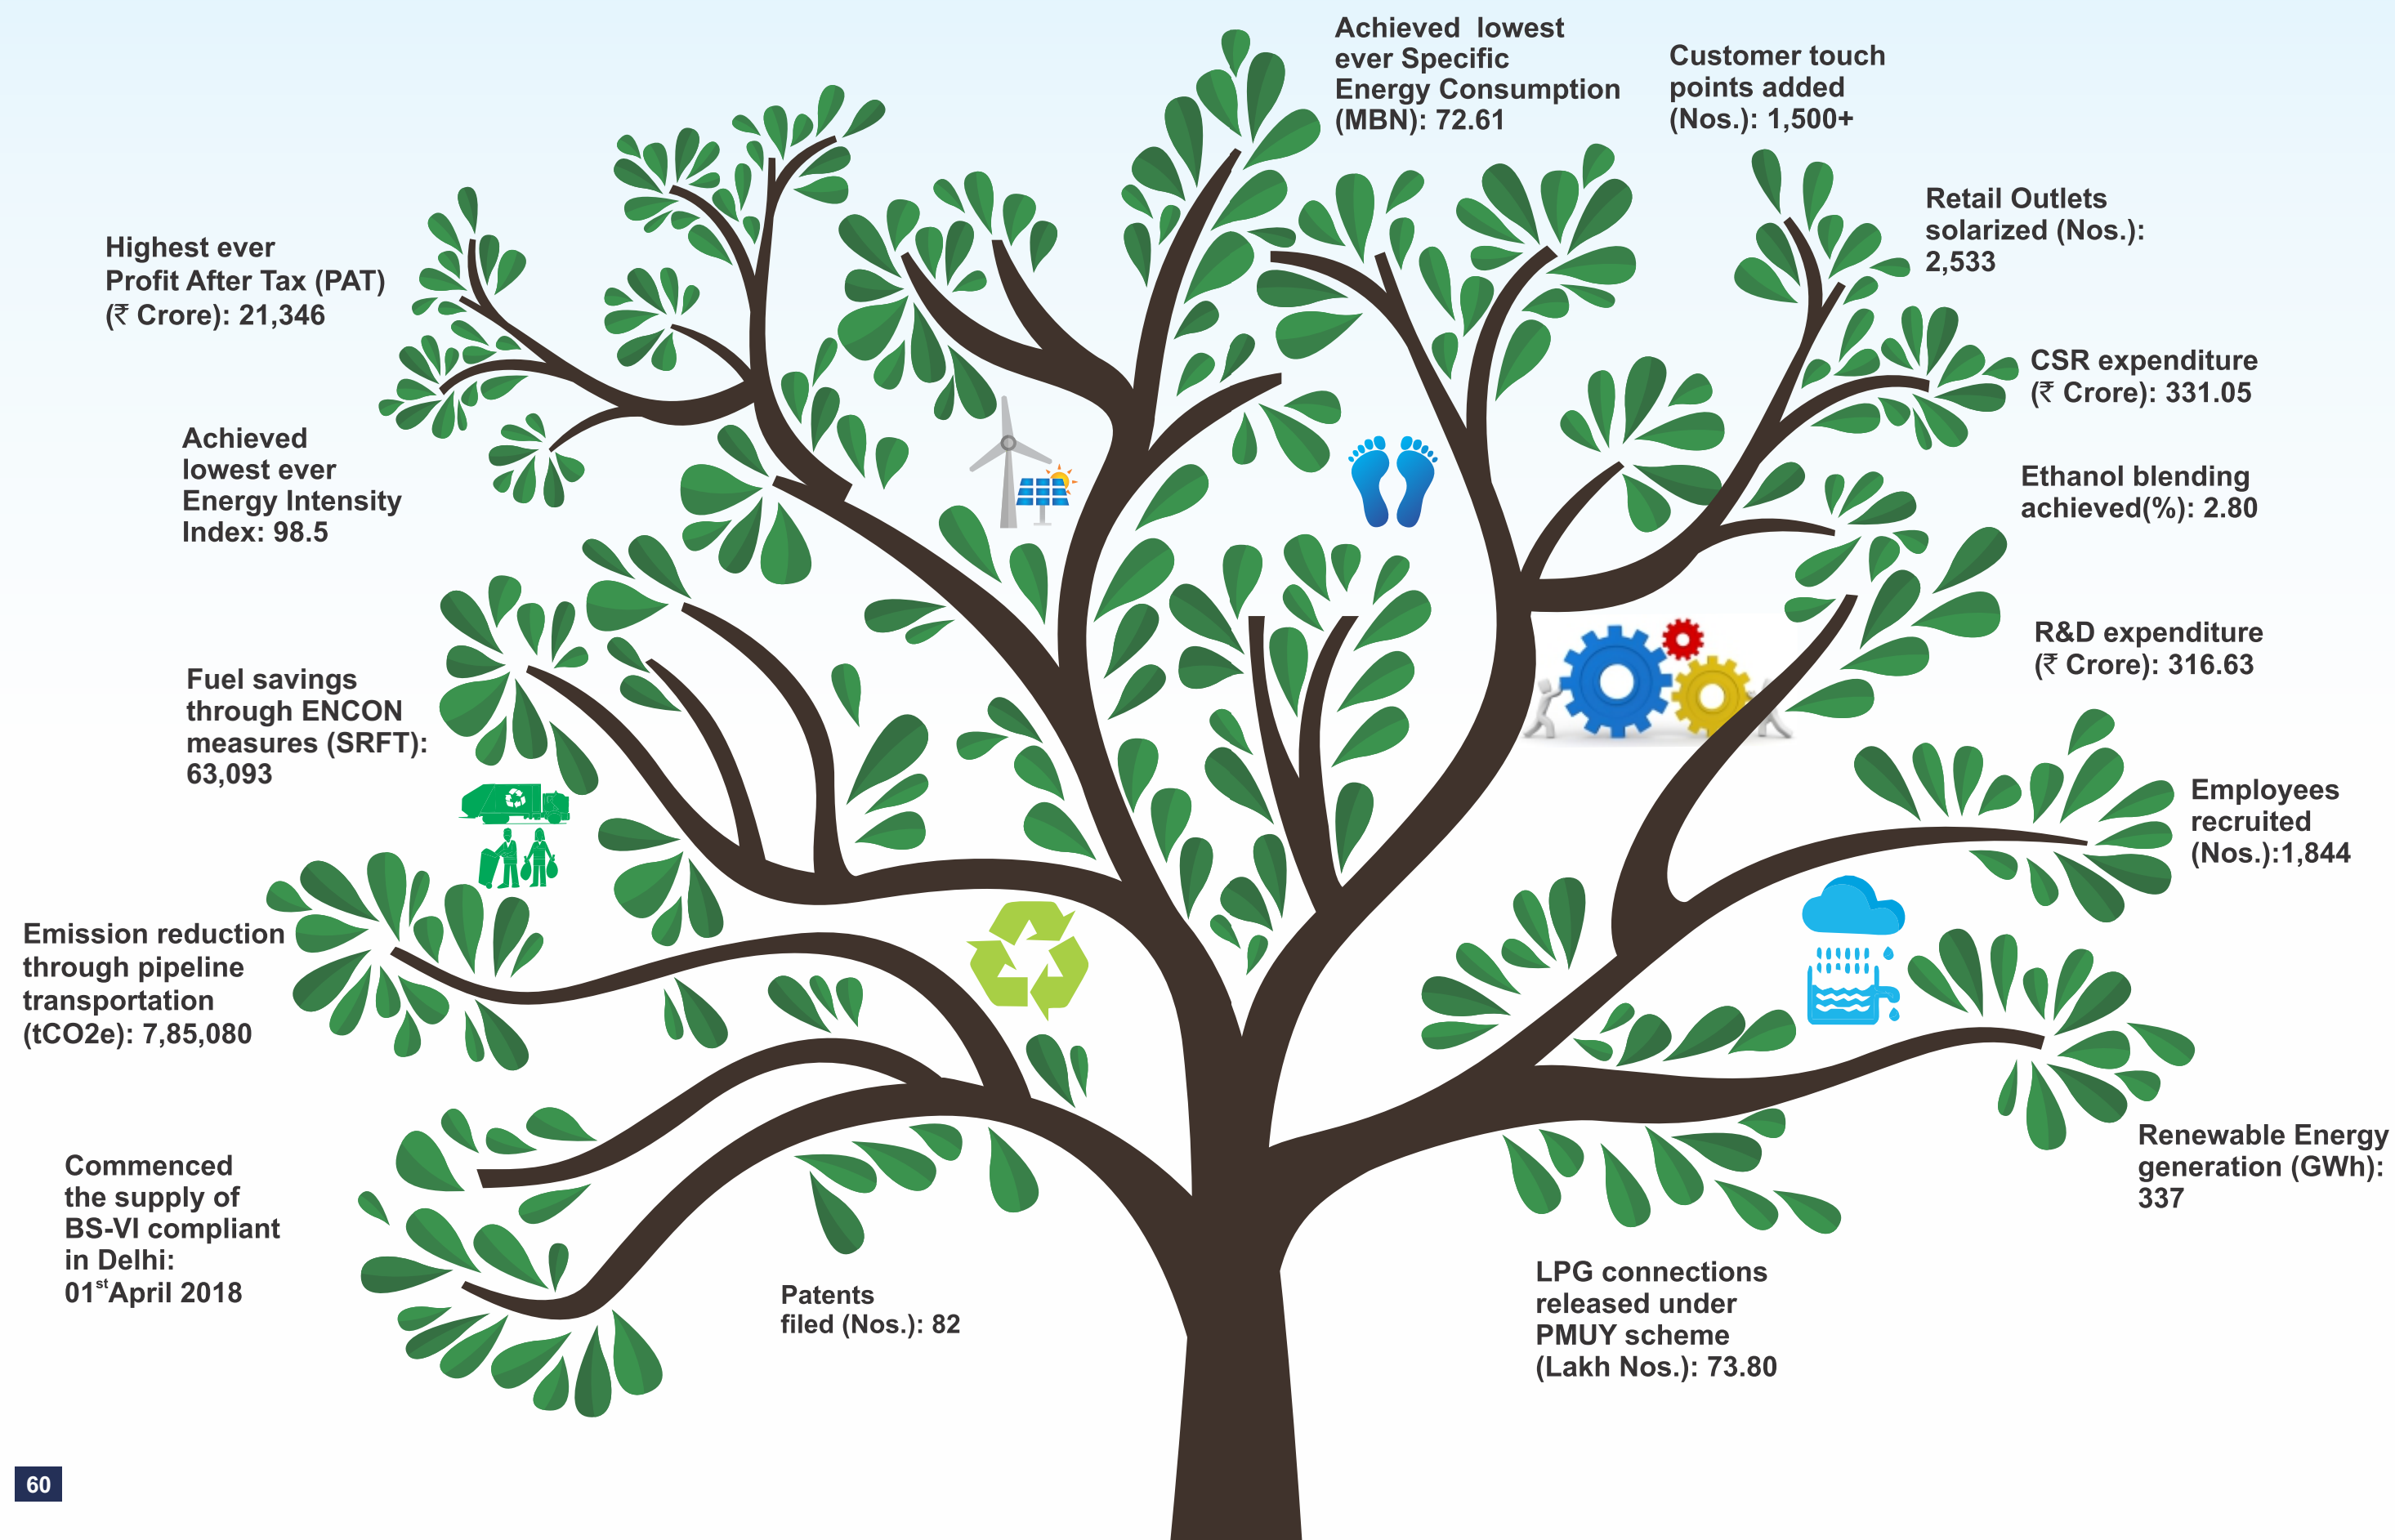 Achieved lowest
ever Specific
Energy Consumption
(MBN): 72.61
Customer touch
points added
(Nos.): 1,500+
Retail Outlets
solarized (Nos.):
2,533
Highest ever
Profit After Tax (PAT)
(₹ Crore): 21,346
CSR expenditure
(₹ Crore): 331.05
Achieved
lowest ever
Energy Intensity
Index: 98.5
Ethanol blending
achieved(%): 2.80
R&D expenditure
(₹ Crore): 316.63
Fuel savings
through ENCON
measures (SRFT):
63,093
Employees
recruited
(Nos.):1,844
Emission reduction
through pipeline
transportation
(tCO2e): 7,85,080
Renewable Energy
generation (GWh):
337
Commenced
the supply of
BS-VI compliant
in Delhi:
01st April 2018
Patents
filed (Nos.): 82
LPG connections
released under
PMUY scheme
(Lakh Nos.): 73.80
60